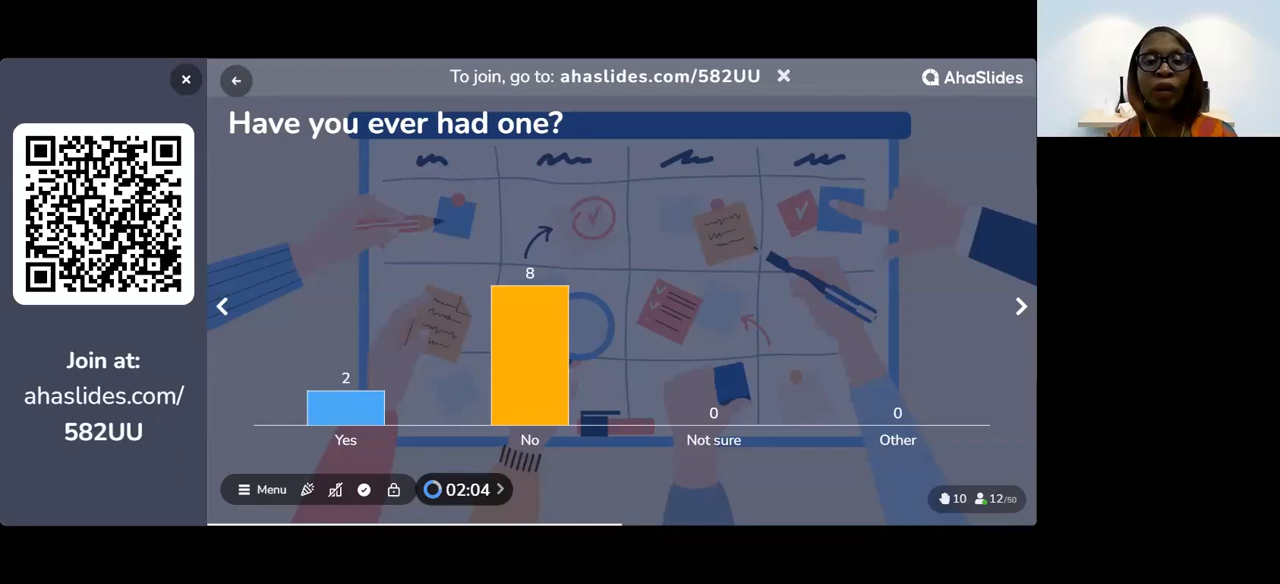 To join, go to: ahaslides.com/582UU
AhaSlides
Have you ever had one?
Join at:
ahaslides.com/
582UU
2
8
0
0
Yes
No
Not sure
Other
Menu
02:04
10
12/50